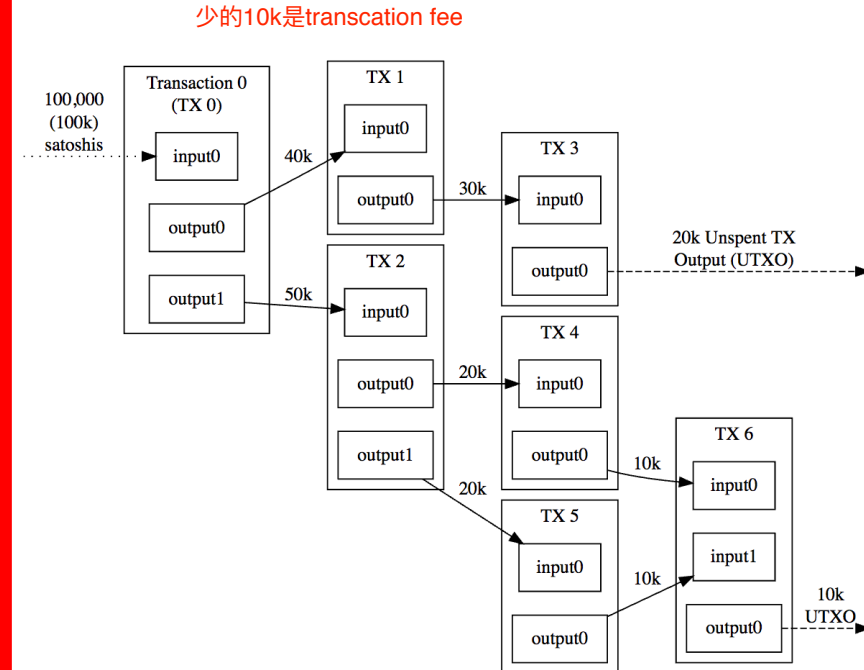 少的10k是transcation fee
100,000
(100k)
satoshis
Transaction 0
(TX 0)
input0
output0
output1
40k
50k
TX 1
input0
output0
30k
TX 2
input0
output0
output1
20k
20k
TX 3
input0
output0
20k Unspent TX
Output (UTXO)
TX 4
input0
output0
10k
TX 5
input0
output0
10k
TX 6
input0
input1
output0
10k
UTXO